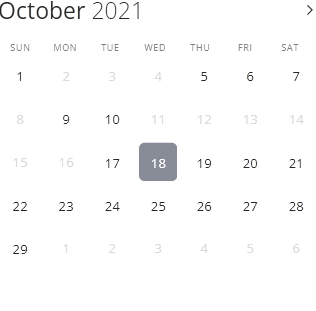 October 2021 >
SUN MON TUE WED THU FRI SAT
1 2 3 4 5 6 7
8 9 10 11 12 13 14
15 16 17 18 19 20 21
22 23 24 25 26 27 28
29 1 2 3 4 5 6